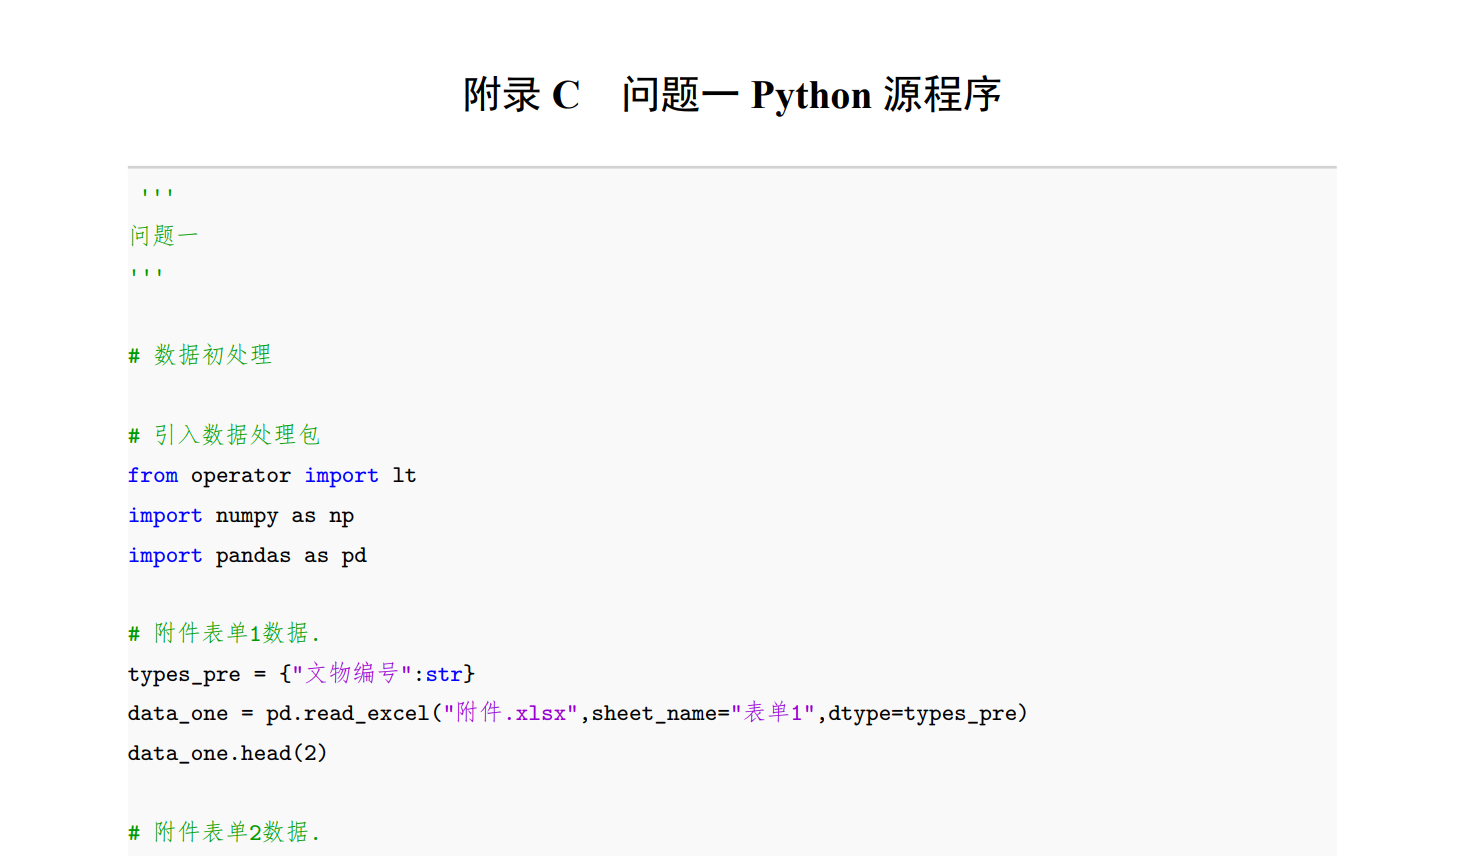 附录 C 问题一 Python 源程序
'''
问题一
'''
# 数据初处理
# 引入数据处理包
from operator import lt
import numpy as np
import pandas as pd
# 附件表单1数据.
types_pre = {"文物编号":str}
data_one = pd.read_excel("附件.xlsx",sheet_name="表单1",dtype=types_pre)
data_one.head(2)
# 附件表单2数据.